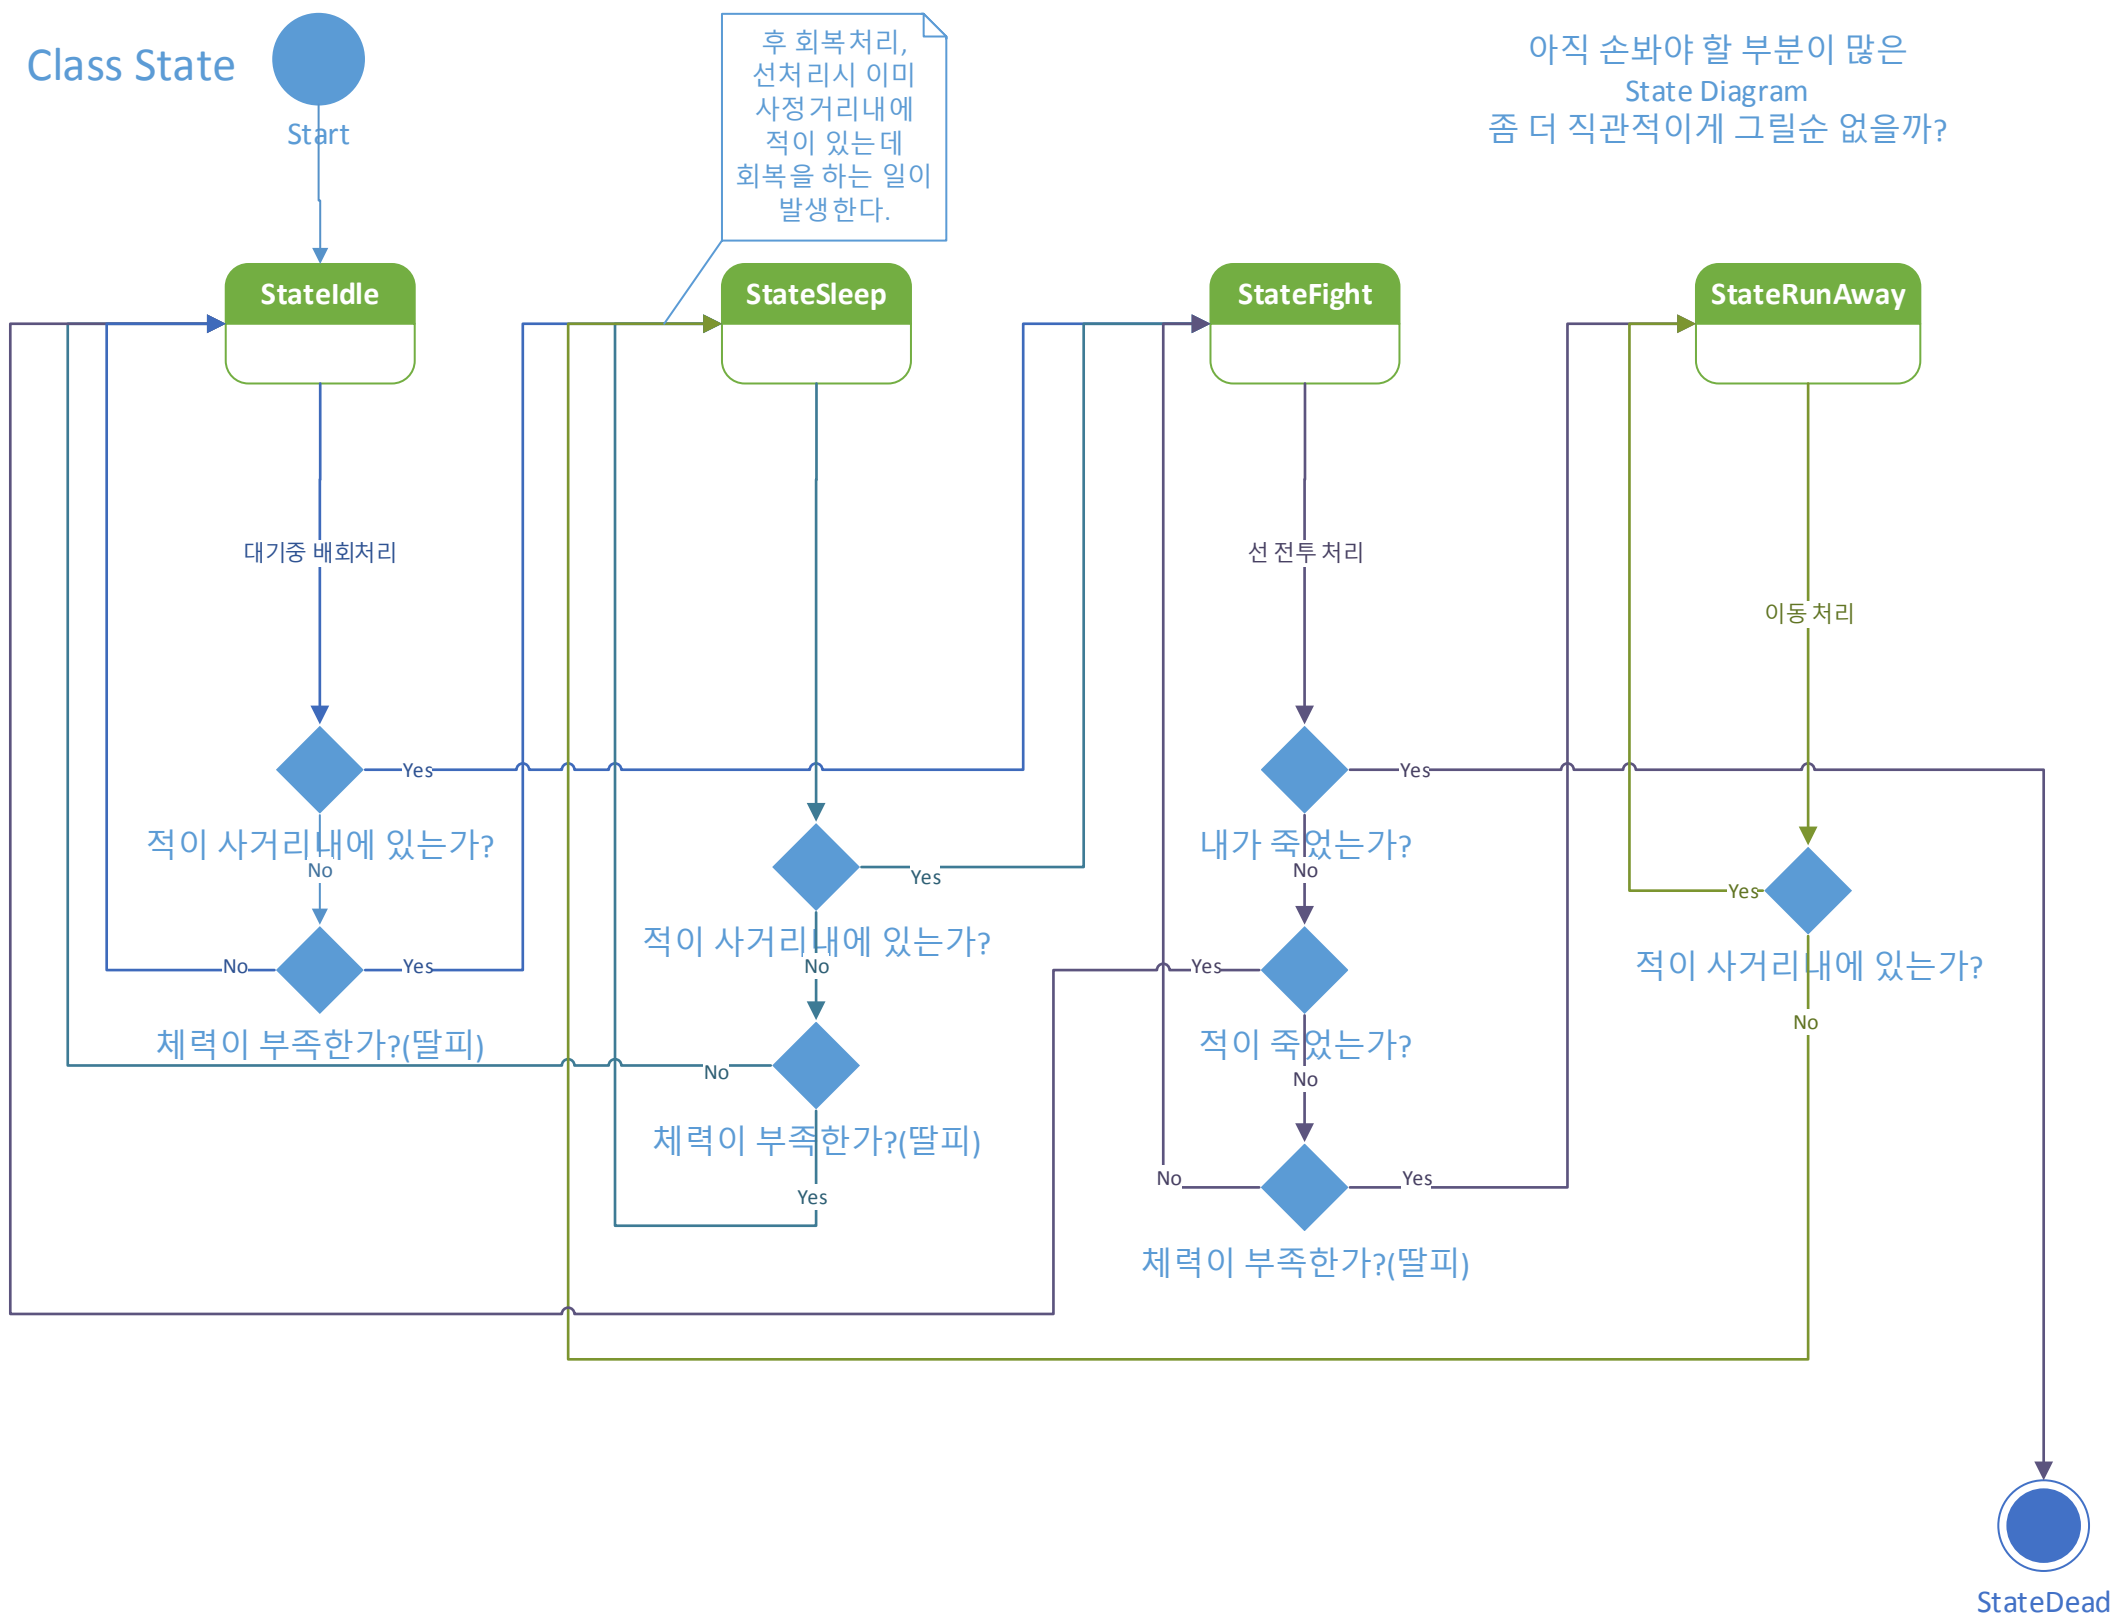 Class State
Start
후 회복처리,
선처리시 이미
사정거리내에
적이 있는데
회복을 하는 일이
발생한다.
아직 손봐야 할 부분이 많은
State Diagram
좀 더 직관적이게 그릴순 없을까?
StateIdle
StateSleep
StateFight
StateRunAway
대기중 배회처리
선 전투 처리
이동 처리
Yes
Yes
적이 사거리내에 있는가?
내가 죽었는가?
No
No
Yes
Yes
적이 사거리내에 있는가?
적이 사거리내에 있는가?
No
Yes
No
Yes
No
체력이 부족한가?(딸피)
적이 죽었는가?
No
No
No
체력이 부족한가?(딸피)
Yes
No
Yes
체력이 부족한가?(딸피)
StateDead